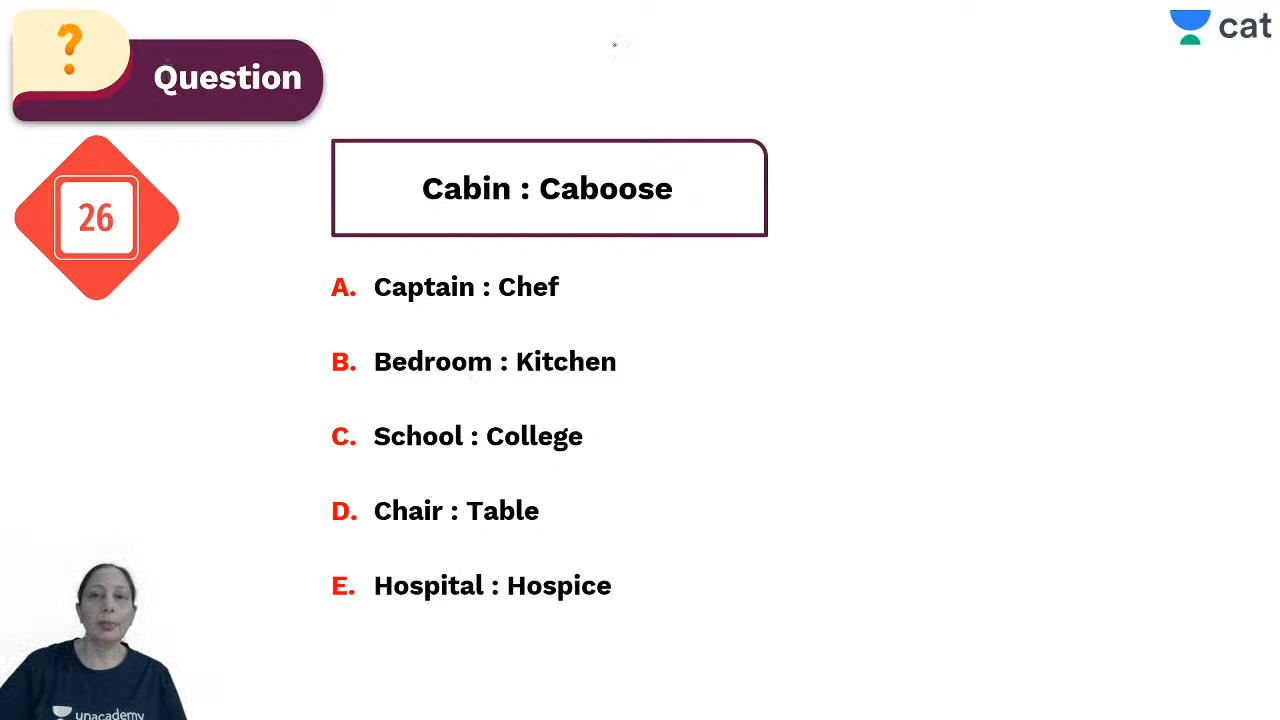 ?
Question
cat
26
Cabin : Caboose
A. Captain : Chef
B. Bedroom : Kitchen
C. School : College
D. Chair : Table
E. Hospital : Hospice
unacademy